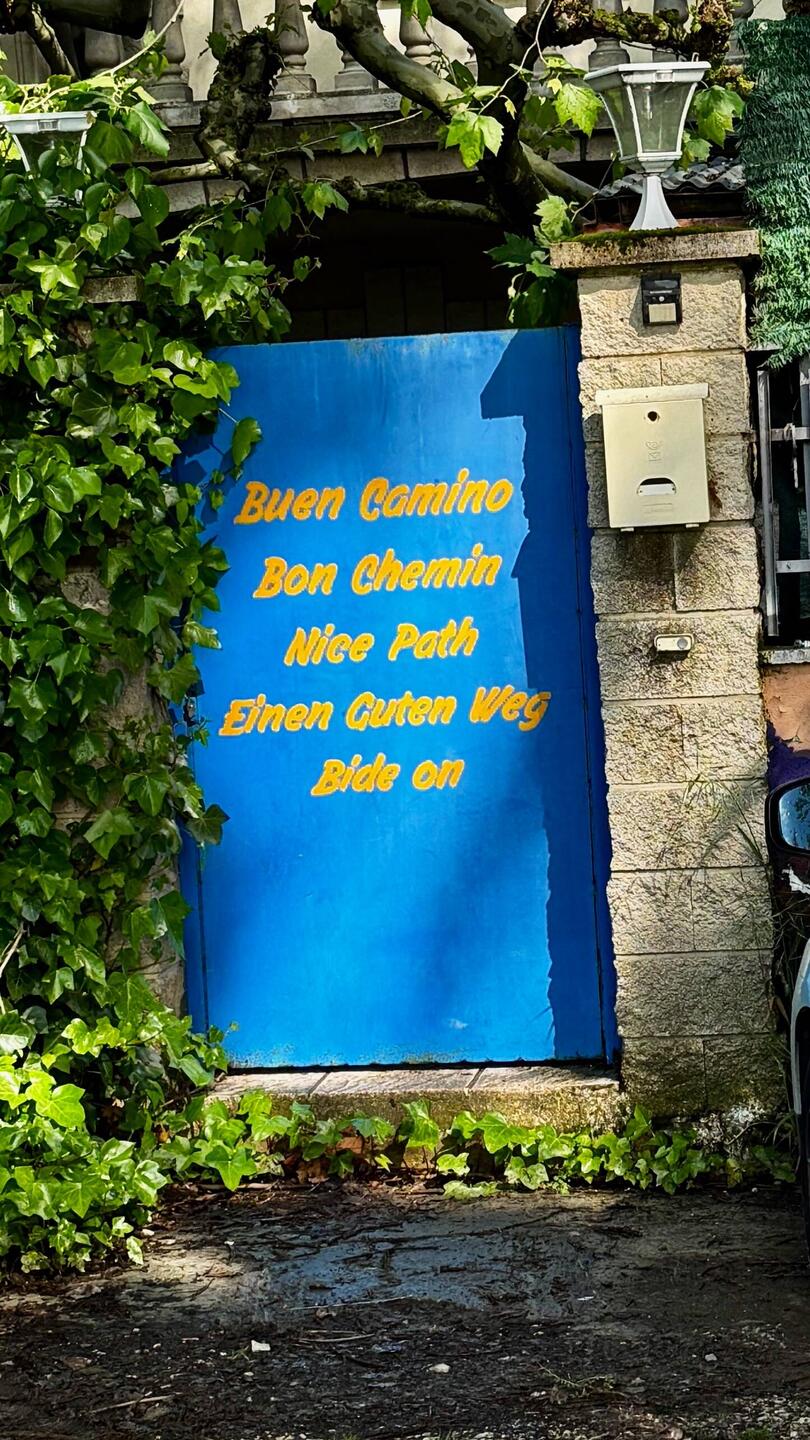 Buen Camino
Bon Chemin
Nice Path
Einen Guten Weg
Bide on